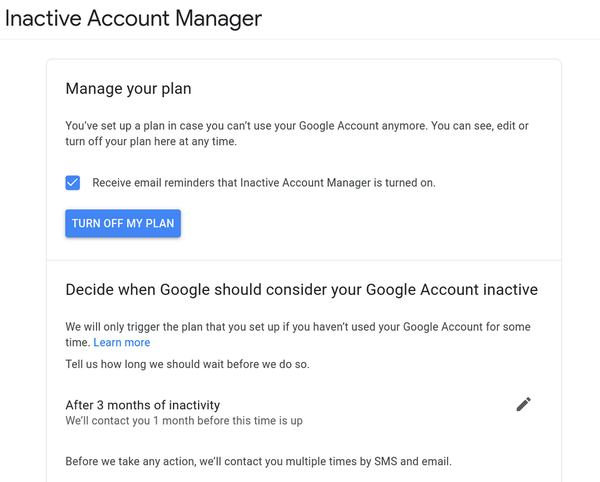 Inactive Account Manager
Manage your plan
You've set up a plan in case you can't use your Google Account anymore. You can see, edit or
turn off your plan here at any time.
Receive email reminders that Inactive Account Manager is turned on.
TURN OFF MY PLAN
Decide when Google should consider your Google Account inactive
We will only trigger the plan that you set up if you haven't used your Google Account for some
time. Learn more
Tell us how long we should wait before we do so.
After 3 months of inactivity
We'll contact you 1 month before this time is up
Before we take any action, we'll contact you multiple times by SMS and email.